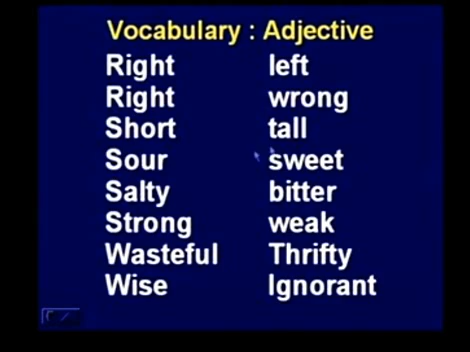 Vocabulary : Adjective
Right left
Right wrong
Short tall
Sour sweet
Salty bitter
Strong weak
Wasteful Thrifty
Wise Ignorant